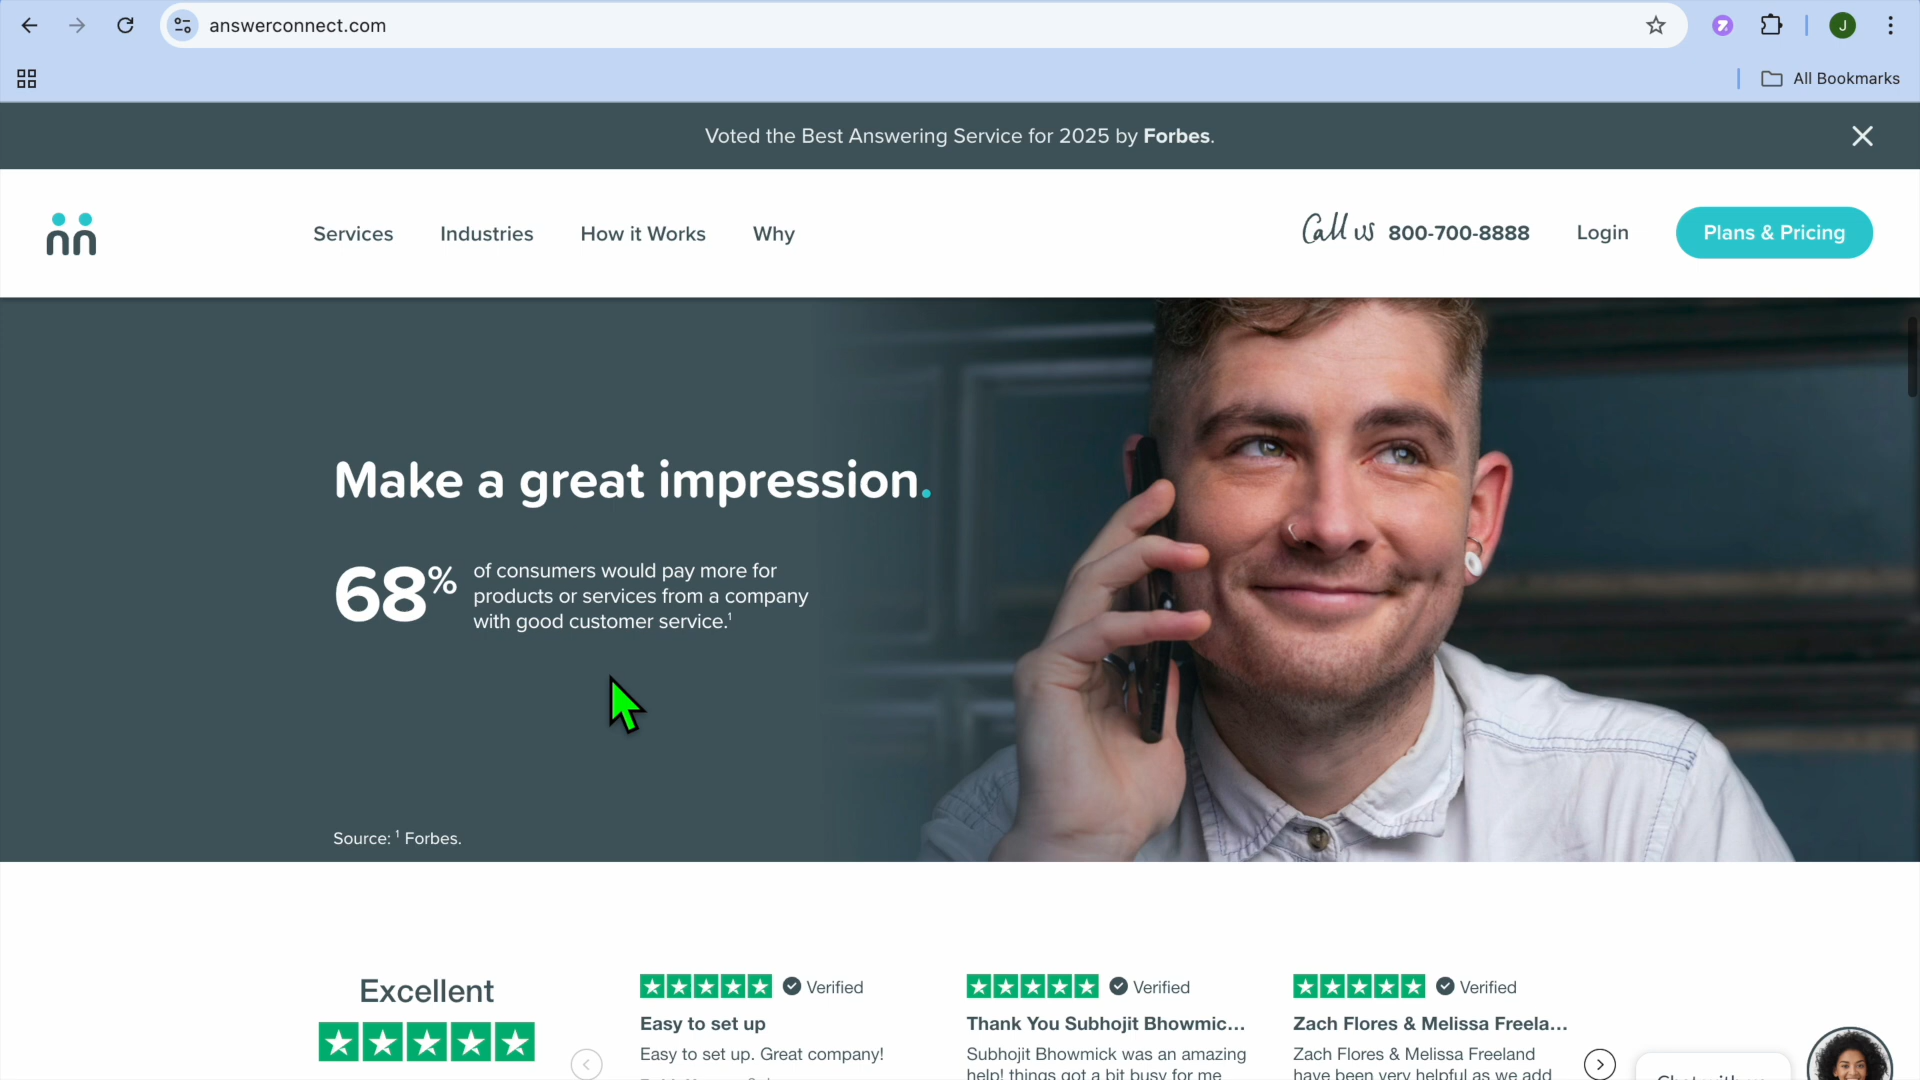 answerconnect.com
J
All Bookmarks
Voted the Best Answering Service for 2025 by Forbes.
Services
Industries
How it Works
Why
Call us 800-700-8888
Login
Plans & Pricing
Make a great impression.
68%
of consumers would pay more for
products or services from a company
with good customer service.¹
Source: ¹ Forbes.
Excellent
Verified
Easy to set up
Easy to set up. Great company!
Verified
Thank You Subhojit Bhowmic...
Subhojit Bhowmick was an amazing
help! things got a bit busy for me
Verified
Zach Flores & Melissa Freela...
Zach Flores & Melissa Freeland
have been very helpful as we add